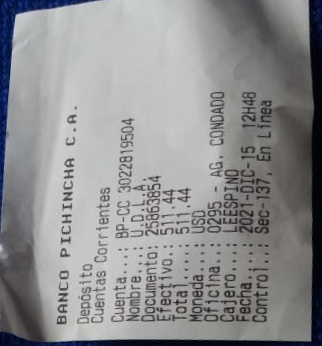 BANCO PICHINCHA C.A.
Depósito
Cuentas Corrientes
Cuenta...: BP-CC 3022819504
Nombre...: U.D.L.A.
Documento: 25863854
Efectivo.: 511.44
Total....: 511.44
Moneda...: USD
Oficina..: 0295 - AG. CONDADO
Cajero...: LEESPINO
Fecha....: 2021-DIC-15 12H48
Control..: Sec-137, En Línea